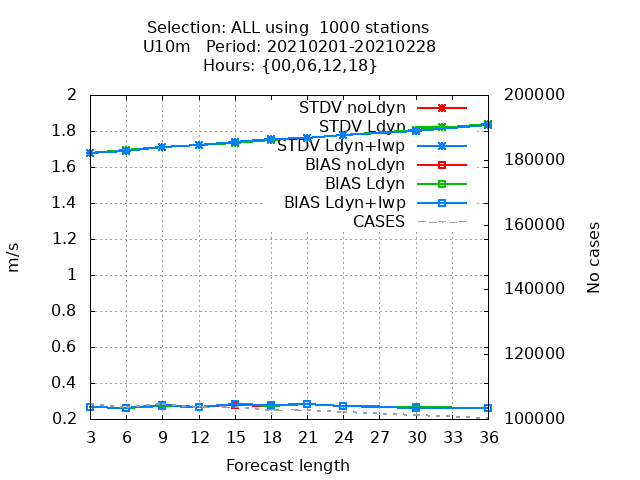 Selection: ALL using  1000 stations
U10m   Period: 20210201-20210228
Hours: {00,06,12,18}
2
1.8
1.6
1.4
1.2
1
0.8
0.6
0.4
0.2
m/s
STDV noLdyn
STDV Ldyn
STDV Ldyn+lwp
BIAS noLdyn
BIAS Ldyn
BIAS Ldyn+lwp
CASES
200000
180000
160000
140000
120000
100000
No cases
3 6 9 12 15 18 21 24 27 30 33 36
Forecast length